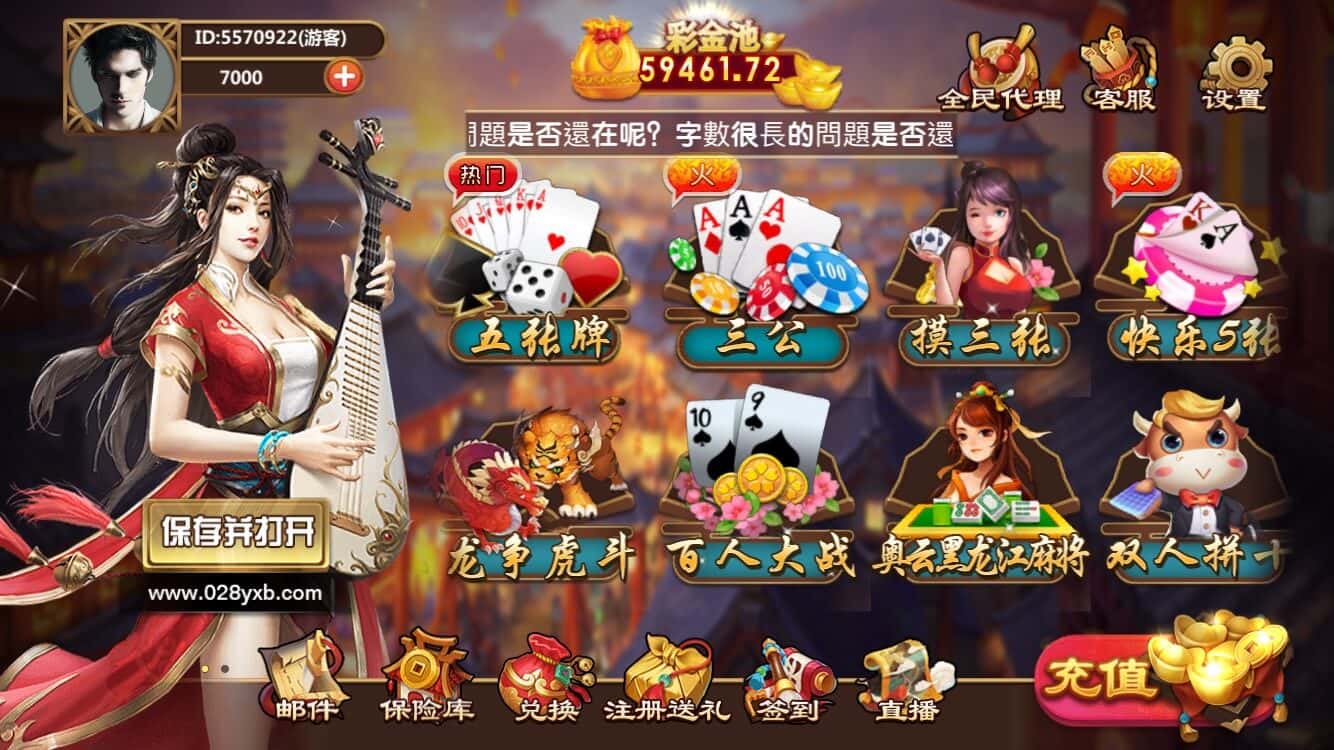 ID:5570922(游客)
7000
彩金池
59461.72
全民代理
客服
设置
問題是否還在呢？字數很長的問題是否還
热门
火
火
五张牌
三公
摸三张
快乐5张
100
50
10
9
龙争虎斗
百人大战
奥云黑龙江麻将
双人拼十
保存并打开
www.028yxb.com
邮件
保险库
兑换
注册送礼
签到
直播
充值